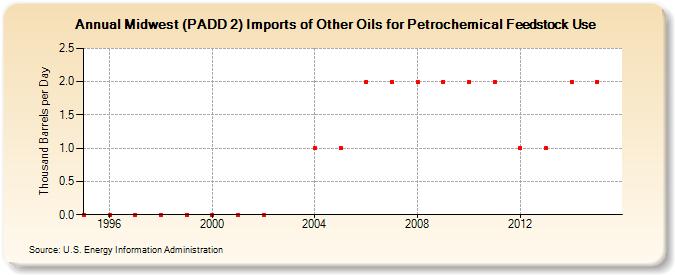 Annual Midwest (PADD 2) Imports of Other Oils for Petrochemical Feedstock Use
Thousand Barrels per Day
2.5
2.0
1.5
1.0
0.5
0.0
1996 2000 2004 2008 2012
Source: U.S. Energy Information Administration